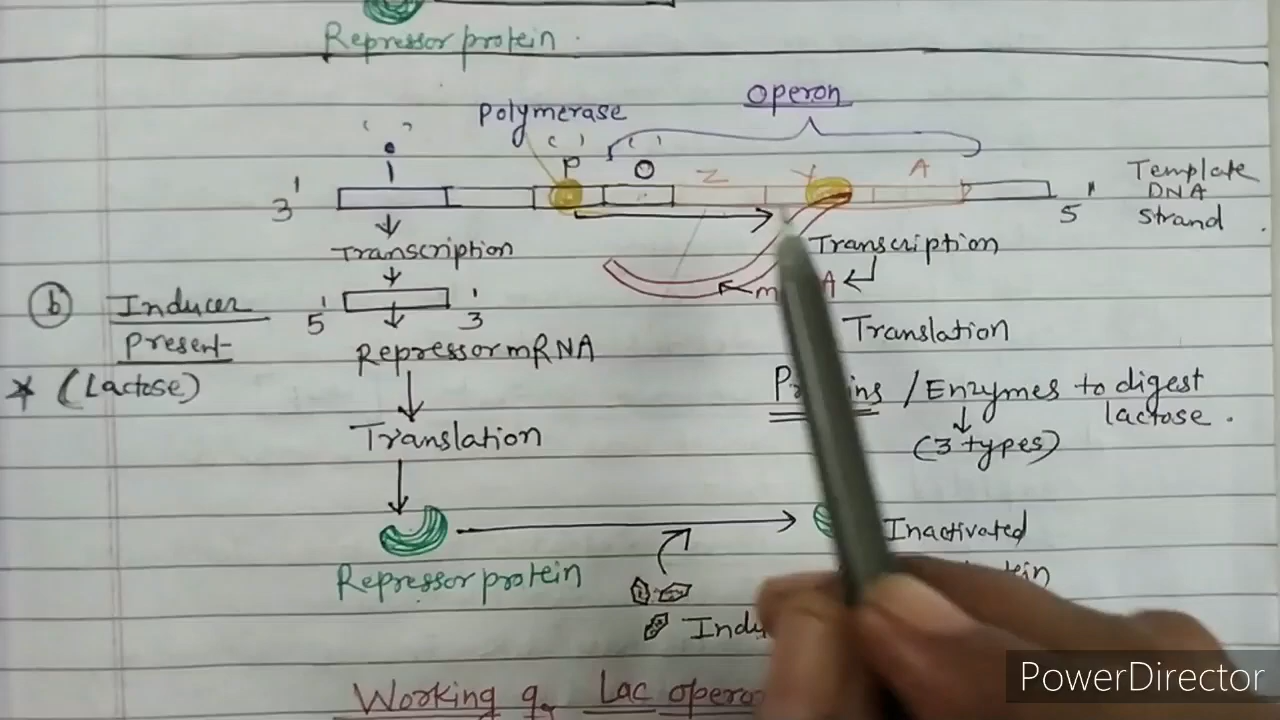 Repressor protein.
Operon
Polymerase
P
O
i
Z
Y
A
3'
5'
Template
DNA
Strand.
Transcription
Transcription
b Inducer
Present
(Lactose)
5'
3'
Repressor mRNA
Translation
Translation
/Enzymes to digest
lactose.
(3 types)
Inactivated
Repressor protein
Working of Lac
PowerDirector